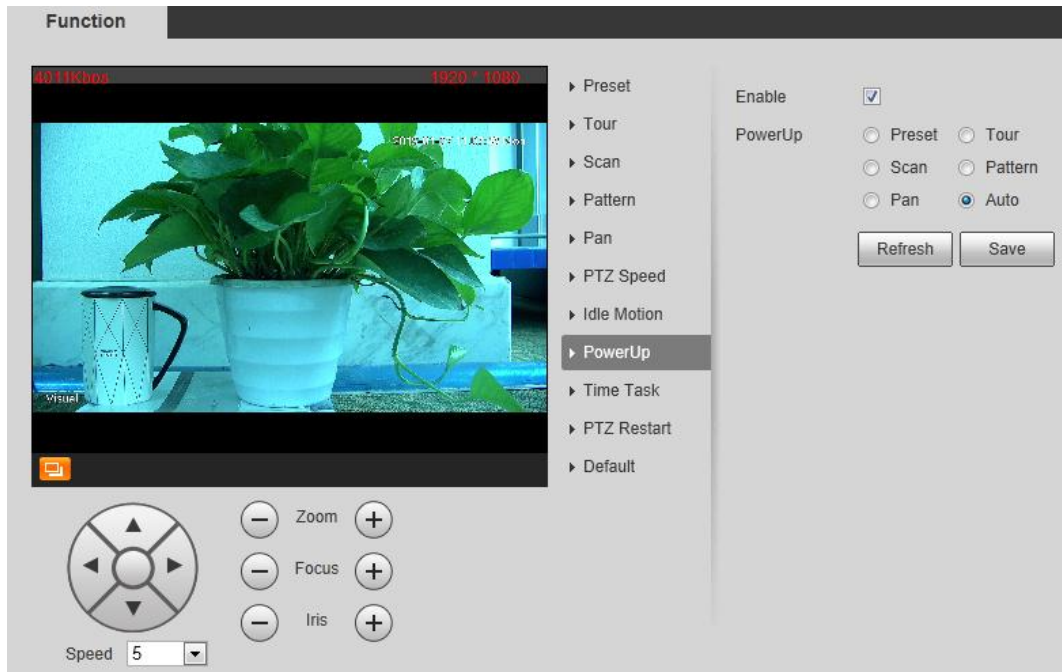 Function
4011Kbps 1920 * 1080
Visuel
Zoom
Focus
Iris
Speed 5
Preset
Tour
Scan
Pattern
Pan
PTZ Speed
Idle Motion
PowerUp
Time Task
PTZ Restart
Default
Enable
PowerUp Preset Tour
Scan Pattern
Pan Auto
Refresh Save